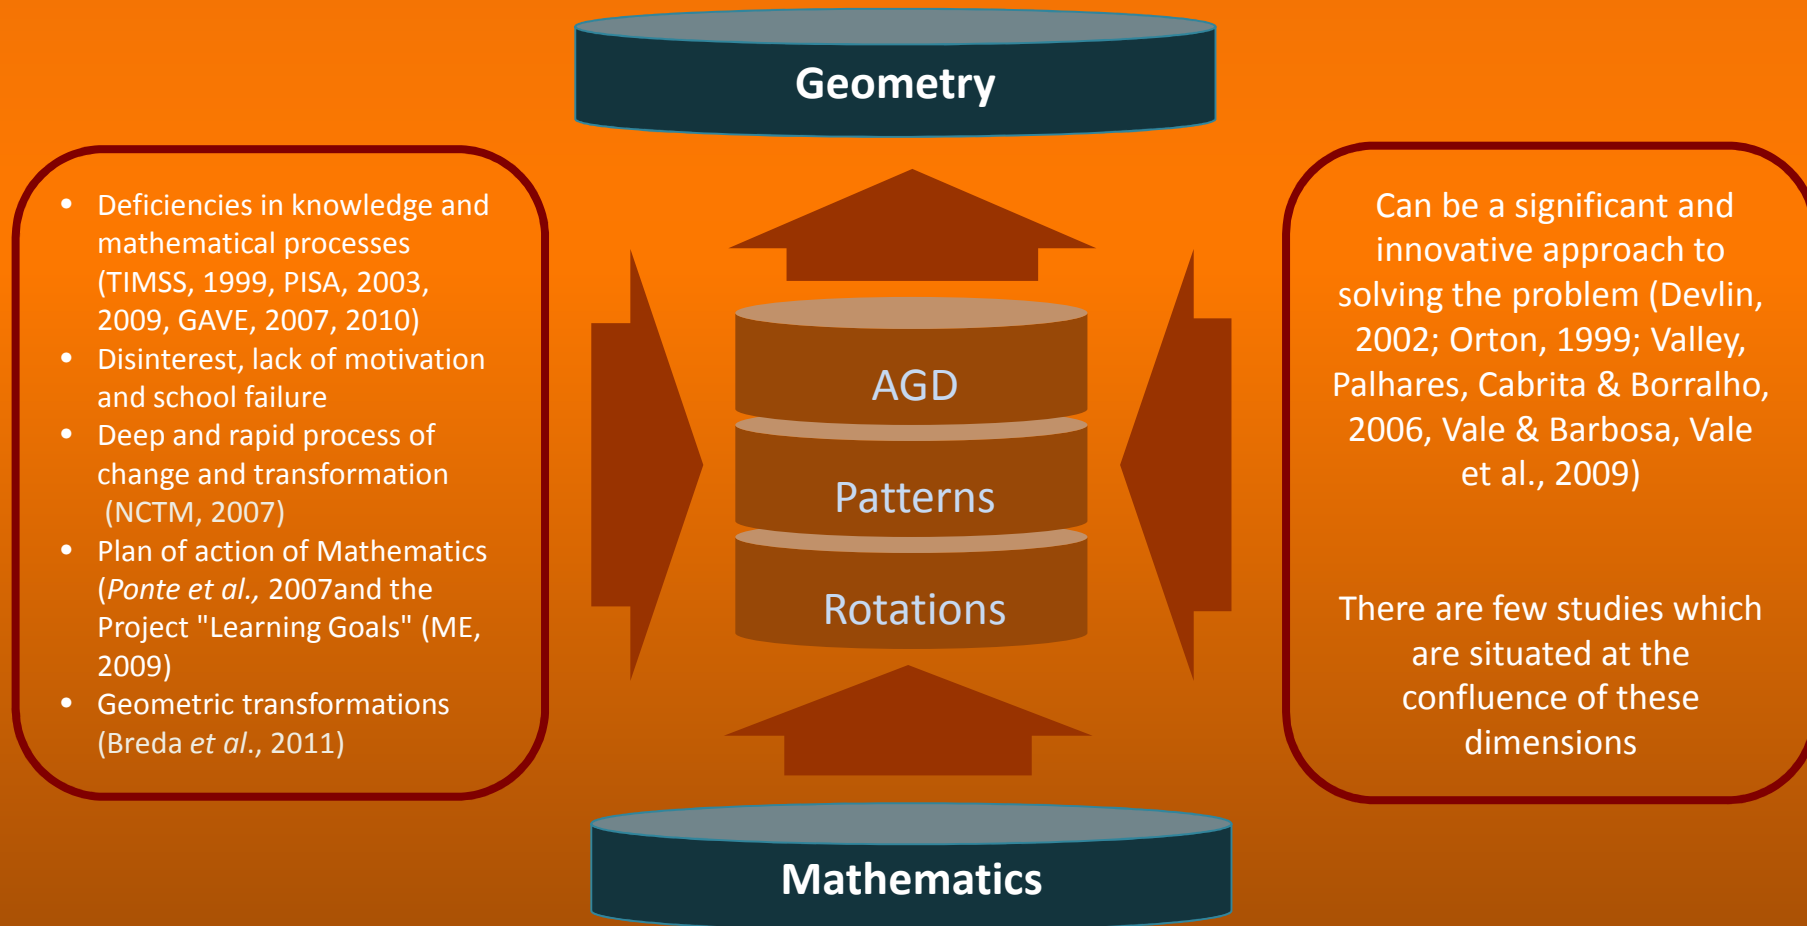 Geometry
• Deficiencies in knowledge and
mathematical processes
(TIMSS, 1999, PISA, 2003,
2009, GAVE, 2007, 2010)
• Disinterest, lack of motivation
and school failure
• Deep and rapid process of
change and transformation
(NCTM, 2007)
• Plan of action of Mathematics
(Ponte et al., 2007and the
Project "Learning Goals" (ME,
2009)
• Geometric transformations
(Breda et al., 2011)
AGD
Patterns
Rotations
Can be a significant and
innovative approach to
solving the problem (Devlin,
2002; Orton, 1999; Valley,
Palhares, Cabrita & Borralho,
2006, Vale & Barbosa, Vale
et al., 2009)
There are few studies which
are situated at the
confluence of these
dimensions
Mathematics